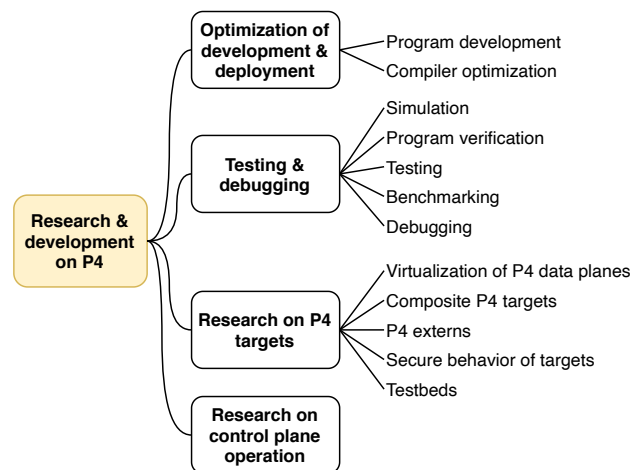 Research &
development
on P4
Optimization of
development &
deployment
Program development
Compiler optimization
Testing &
debugging
Simulation
Program verification
Testing
Benchmarking
Debugging
Research on P4
targets
Virtualization of P4 data planes
Composite P4 targets
P4 externs
Secure behavior of targets
Testbeds
Research on
control plane
operation